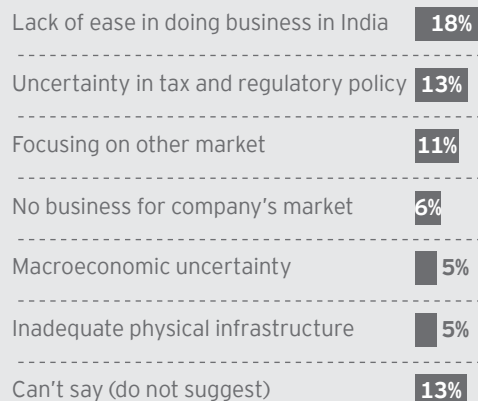 Lack of ease in doing business in India 18%
Uncertainty in tax and regulatory policy 13%
Focusing on other market 11%
No business for company’s market 6%
Macroeconomic uncertainty 5%
Inadequate physical infrastructure 5%
Can’t say (do not suggest) 13%